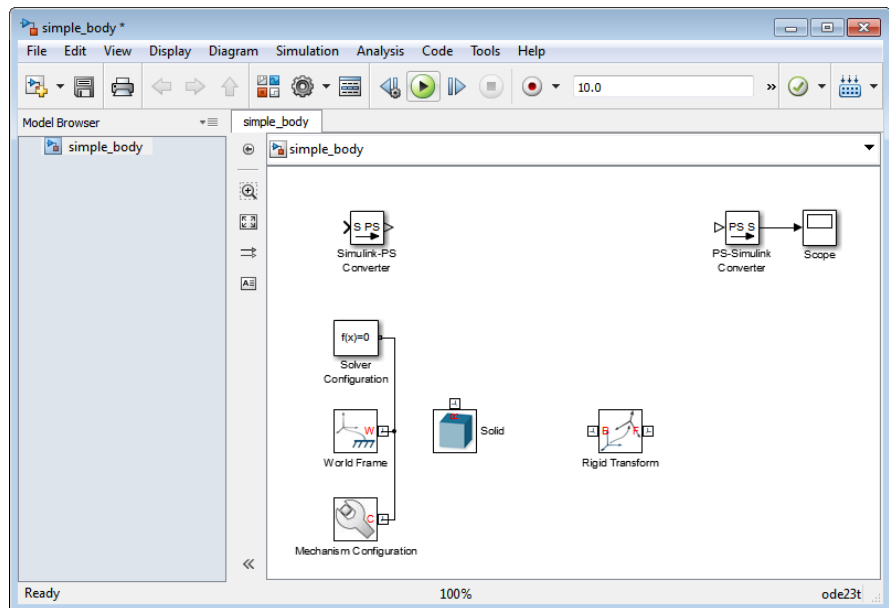 simple_body *
File Edit View Display Diagram Simulation Analysis Code Tools Help
10.0 »
Model Browser
simple_body
simple_body
simple_body
S PS
Simulink-PS
Converter
PS S
PS-Simulink
Converter
Scope
f(x)=0
Solver
Configuration
W
World Frame
R
Solid
B F
Rigid Transform
C
Mechanism Configuration
Ready 100% ode23t